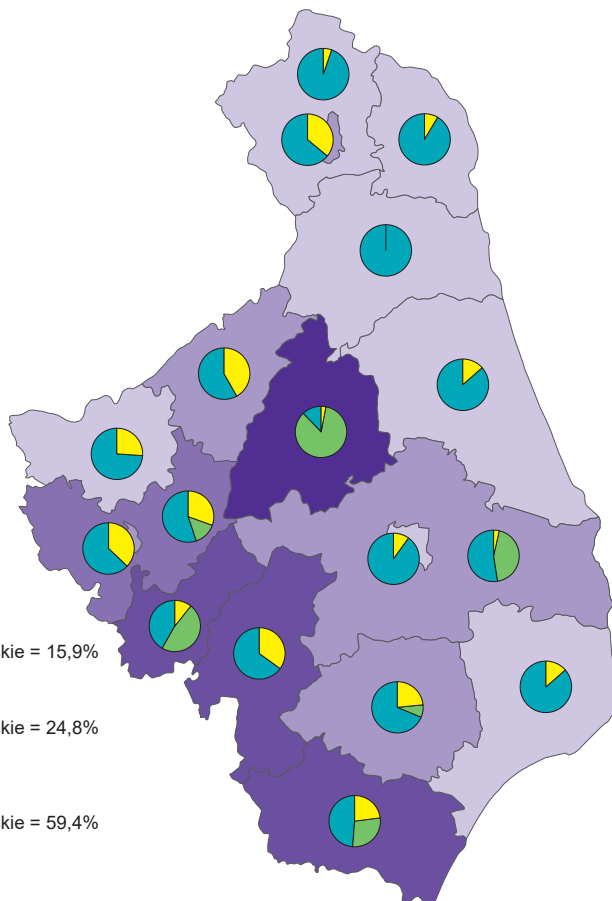 kie = 15,9%
kie = 24,8%
kie = 59,4%